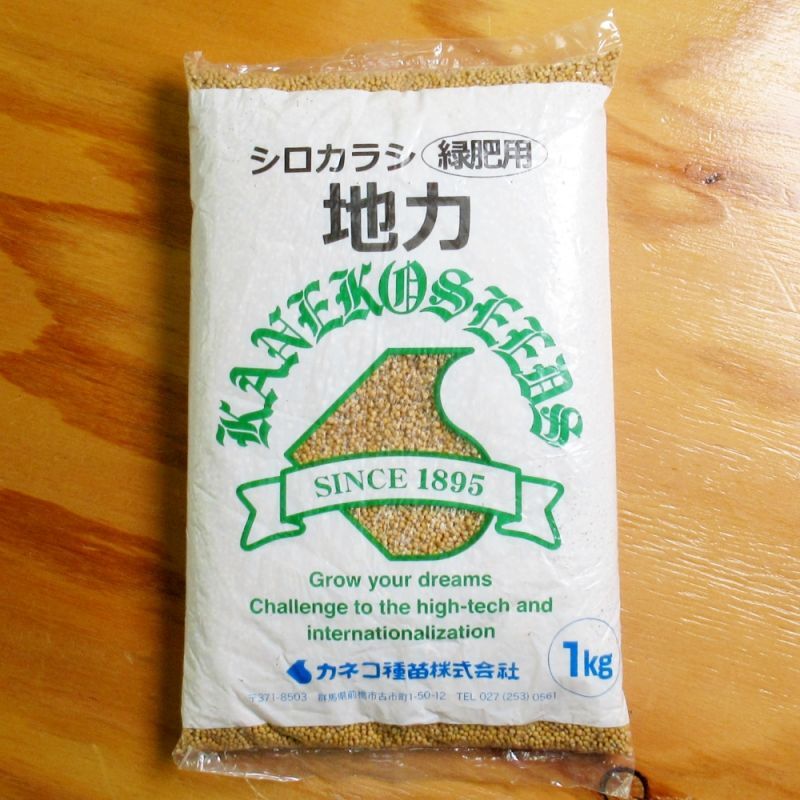 シロカラシ 緑肥用
地力
KANEKO SEEDS
SINCE 1895
Grow your dreams
Challenge to the high-tech and
internationalization
カネコ種苗株式会社
1kg
〒371-8503 群馬県前橋市古市町1-50-12 TEL 027 (253) 0561